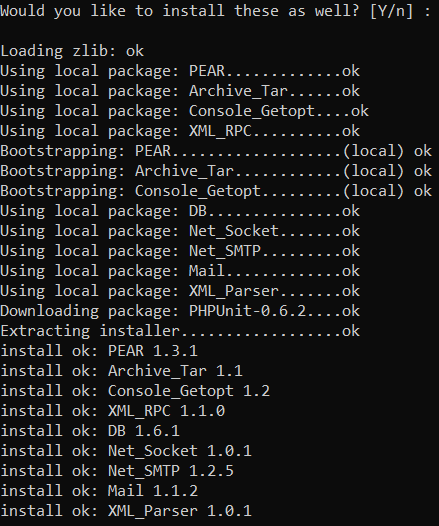 Would you like to install these as well? [Y/n] :
Loading zlib: ok
Using local package: PEAR.............ok
Using local package: Archive_Tar......ok
Using local package: Console_Getopt....ok
Using local package: XML_RPC..........ok
Bootstrapping: PEAR...................(local) ok
Bootstrapping: Archive_Tar............(local) ok
Bootstrapping: Console_Getopt.........(local) ok
Using local package: DB...............ok
Using local package: Net_Socket.......ok
Using local package: Net_SMTP.........ok
Using local package: Mail.............ok
Using local package: XML_Parser.......ok
Downloading package: PHPUnit-0.6.2....ok
Extracting installer..................ok
install ok: PEAR 1.3.1
install ok: Archive_Tar 1.1
install ok: Console_Getopt 1.2
install ok: XML_RPC 1.1.0
install ok: DB 1.6.1
install ok: Net_Socket 1.0.1
install ok: Net_SMTP 1.2.5
install ok: Mail 1.1.2
install ok: XML_Parser 1.0.1